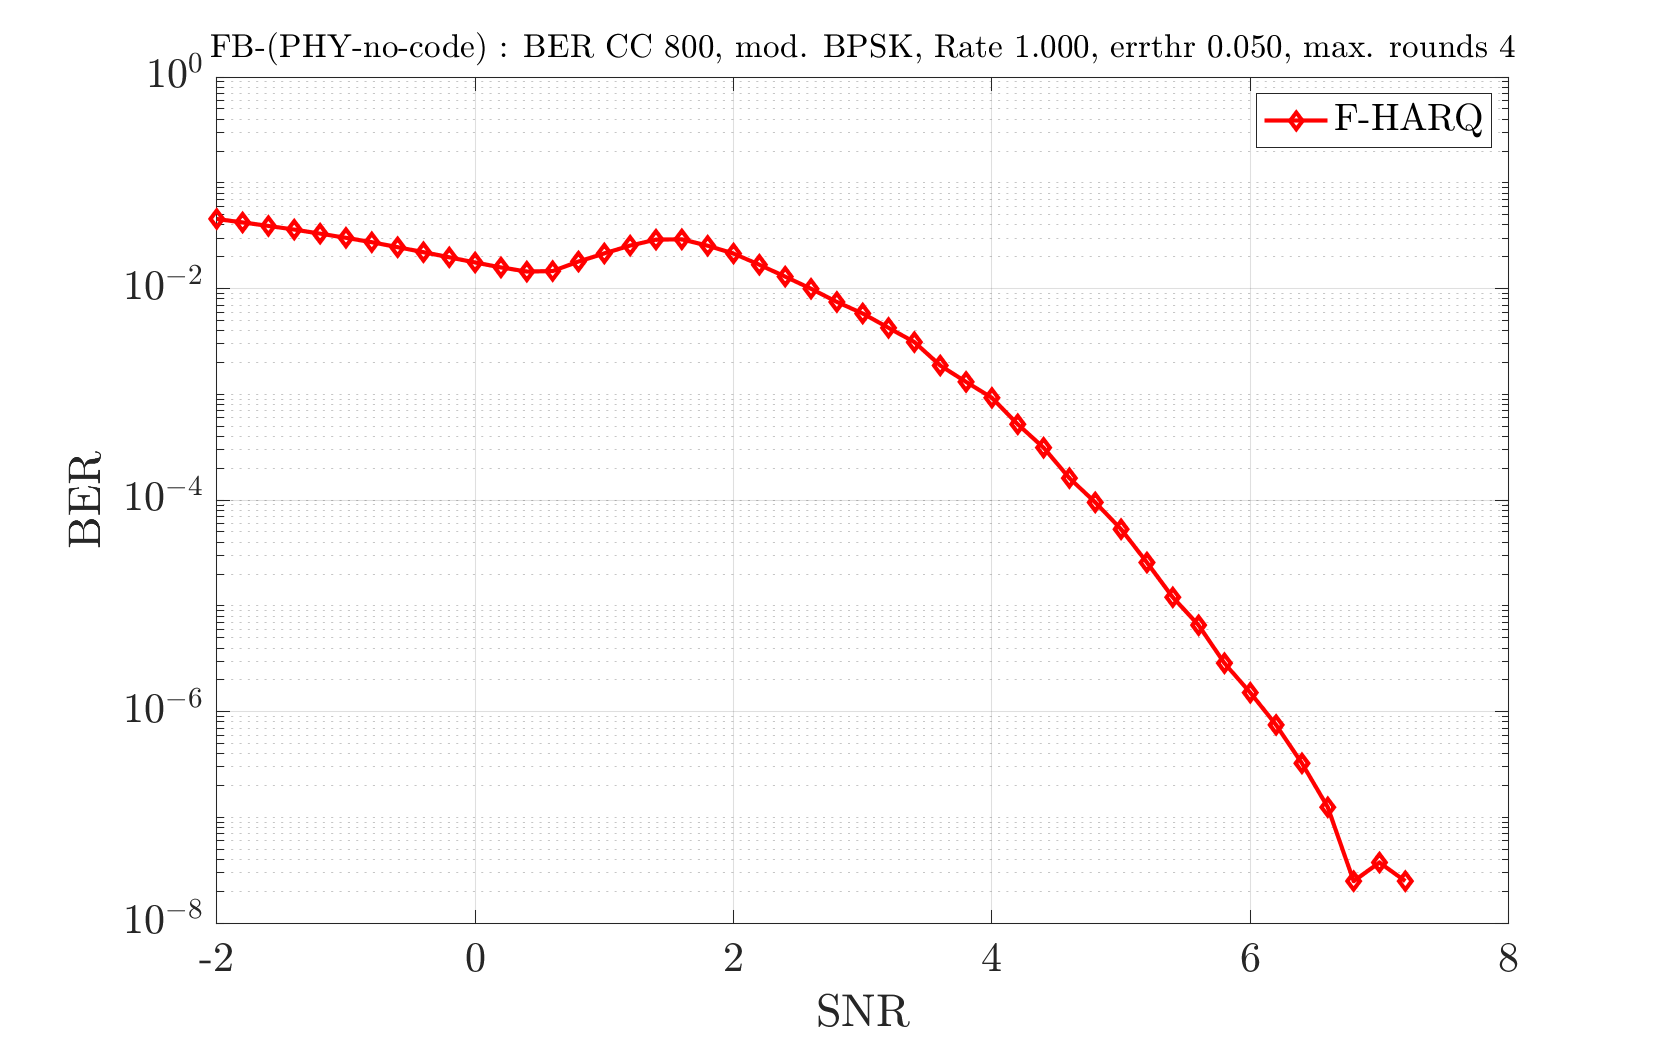 FB-(PHY-no-code) : BER CC 800, mod. BPSK, Rate 1.000, errthr 0.050, max. rounds 4
F-HARQ
10^0
10^−2
10^−4
10^−6
10^−8
BER
-2 0 2 4 6 8
SNR